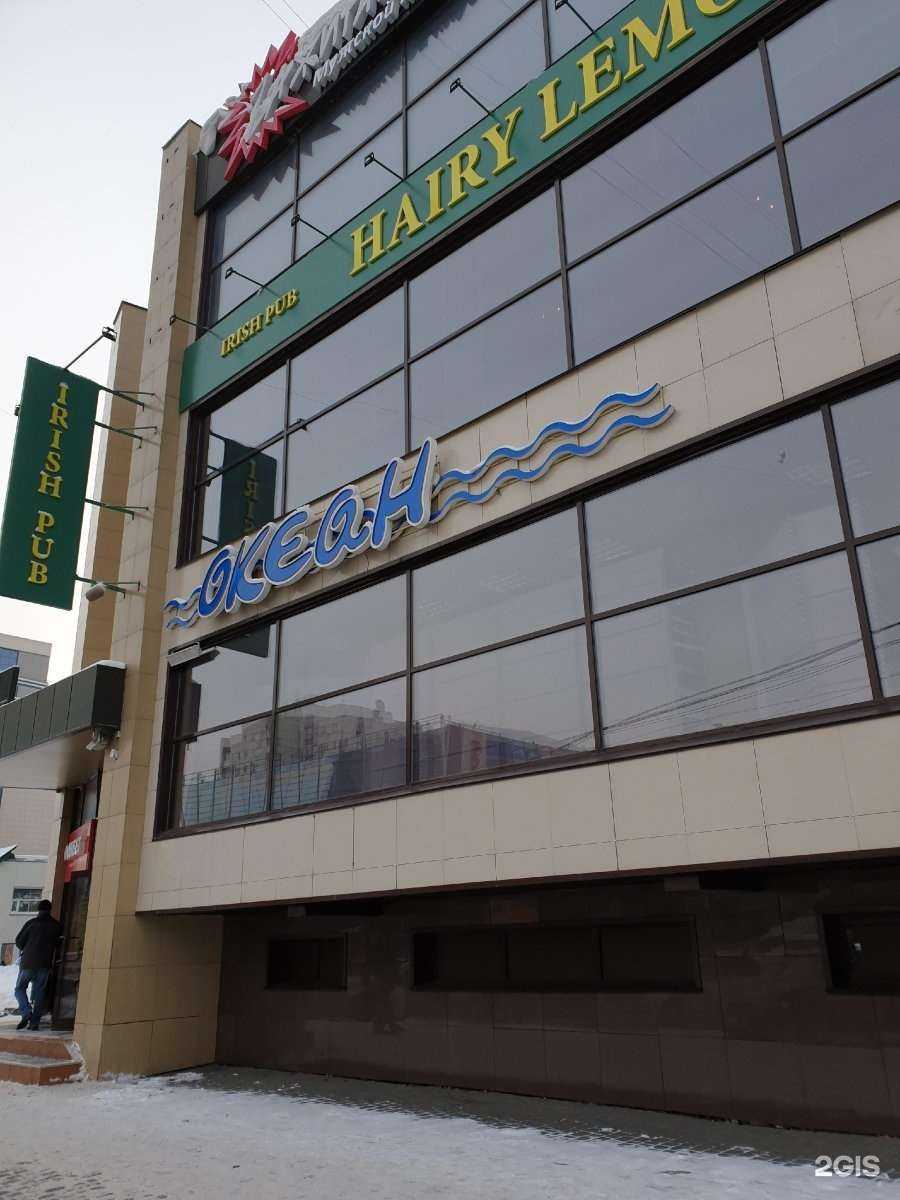 HAIRY LEMO
IRISH PUB
IRISH PUB
ОКЕАН
2GIS